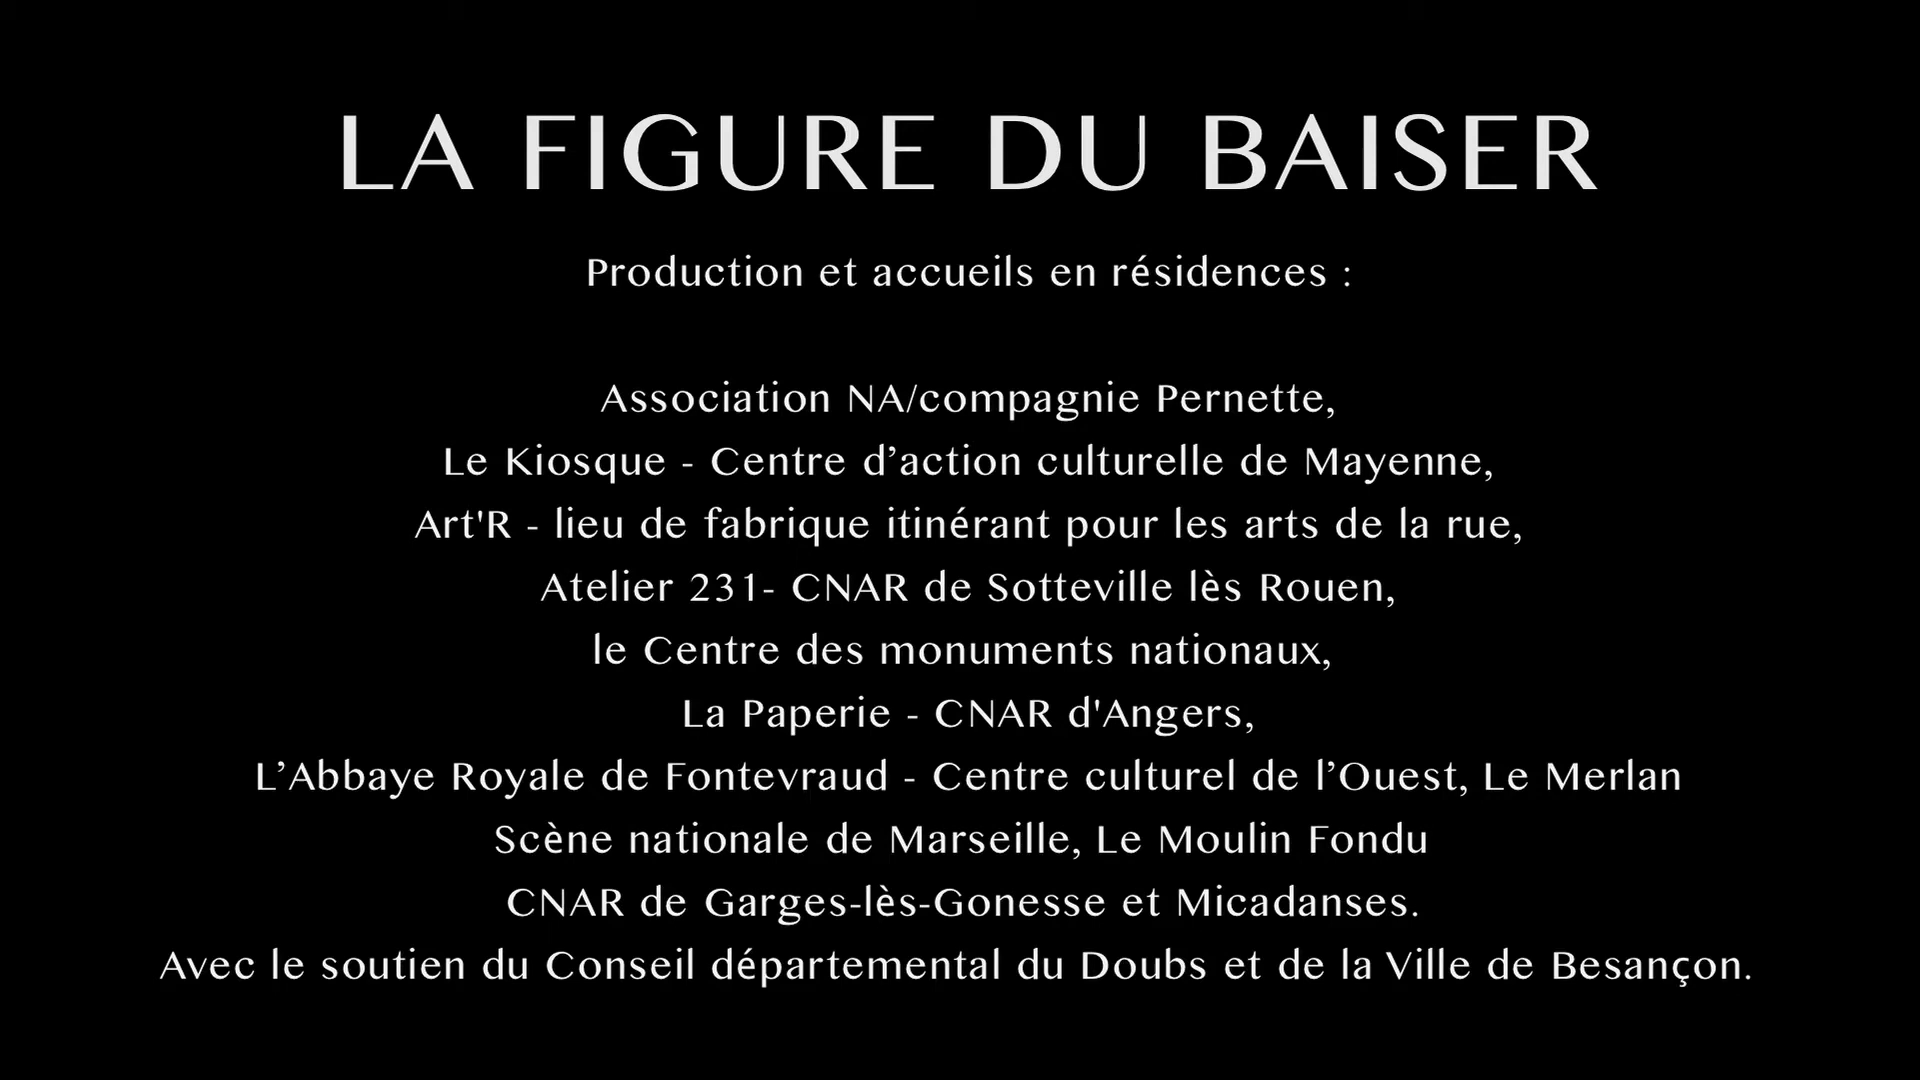 LA FIGURE DU BAISER
Production et accueils en résidences :
Association NA/compagnie Pernette,
Le Kiosque - Centre d’action culturelle de Mayenne,
Art'R - lieu de fabrique itinérant pour les arts de la rue,
Atelier 231- CNAR de Sotteville lès Rouen,
le Centre des monuments nationaux,
La Paperie - CNAR d'Angers,
L’Abbaye Royale de Fontevraud - Centre culturel de l’Ouest, Le Merlan
Scène nationale de Marseille, Le Moulin Fondu
CNAR de Garges-lès-Gonesse et Micadanses.
Avec le soutien du Conseil départemental du Doubs et de la Ville de Besançon.